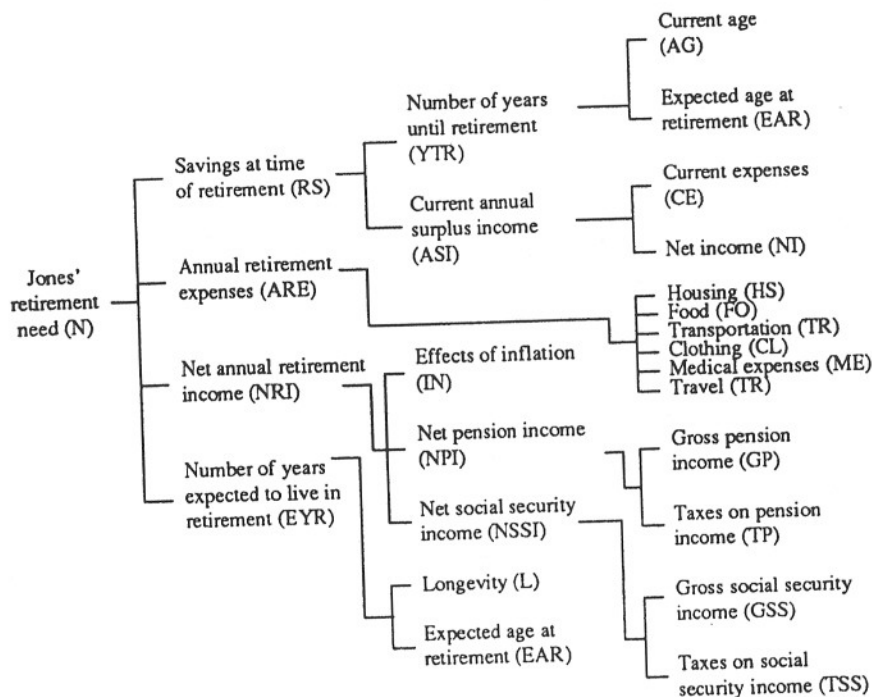 Current age
(AG)
Number of years
until retirement
(YTR)
Expected age at
retirement (EAR)
Savings at time
of retirement (RS)
Current expenses
(CE)
Current annual
surplus income
(ASI)
Net income (NI)
Jones'
retirement
need (N)
Annual retirement
expenses (ARE)
Housing (HS)
Food (FO)
Transportation (TR)
Clothing (CL)
Medical expenses (ME)
Travel (TR)
Net annual retirement
income (NRI)
Effects of inflation
(IN)
Net pension income
(NPI)
Gross pension
income (GP)
Taxes on pension
income (TP)
Number of years
expected to live in
retirement (EYR)
Net social security
income (NSSI)
Gross social security
income (GSS)
Taxes on social
security income (TSS)
Longevity (L)
Expected age at
retirement (EAR)